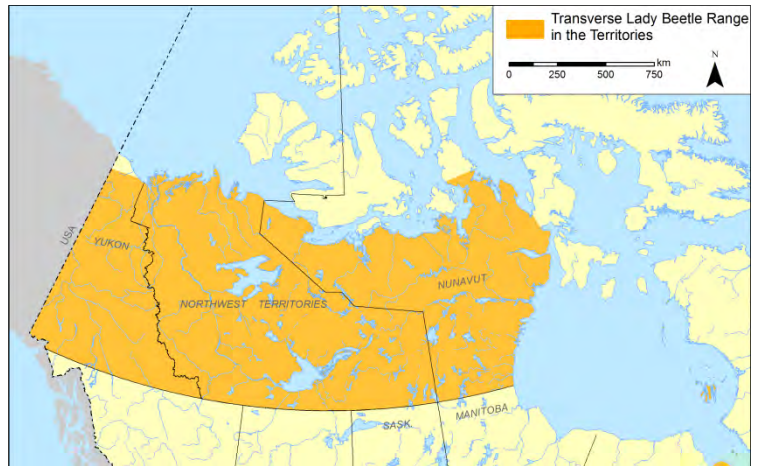 Transverse Lady Beetle Range
in the Territories
km
0 250 500 750
N
USA
YUKON
NORTHWEST TERRITORIES
NUNAVUT
SASK.
MANITOBA